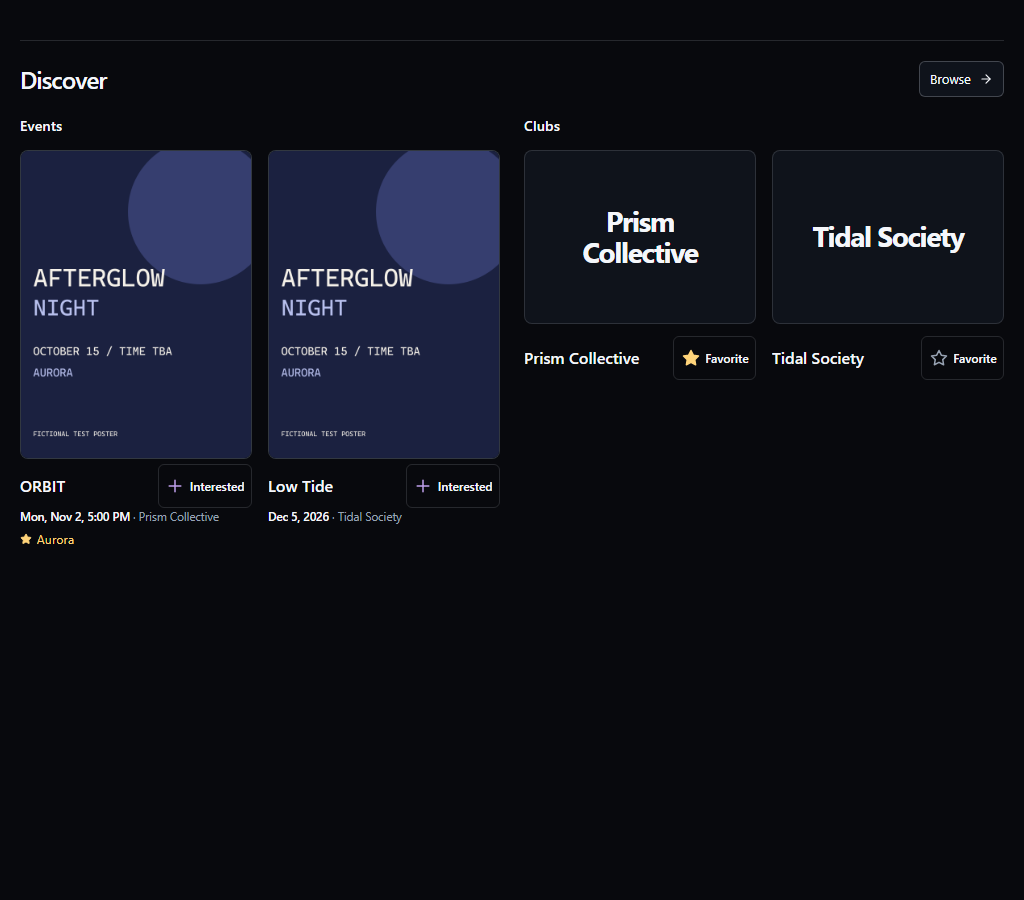 Discover
Browse
Events
Clubs
AFTERGLOW
NIGHT
OCTOBER 15 / TIME TBA
AURORA
FICTIONAL TEST POSTER
AFTERGLOW
NIGHT
OCTOBER 15 / TIME TBA
AURORA
FICTIONAL TEST POSTER
Prism
Collective
Tidal Society
Prism Collective
Favorite
Tidal Society
Favorite
ORBIT
Interested
Mon, Nov 2, 5:00 PM · Prism Collective
Aurora
Low Tide
Interested
Dec 5, 2026 · Tidal Society